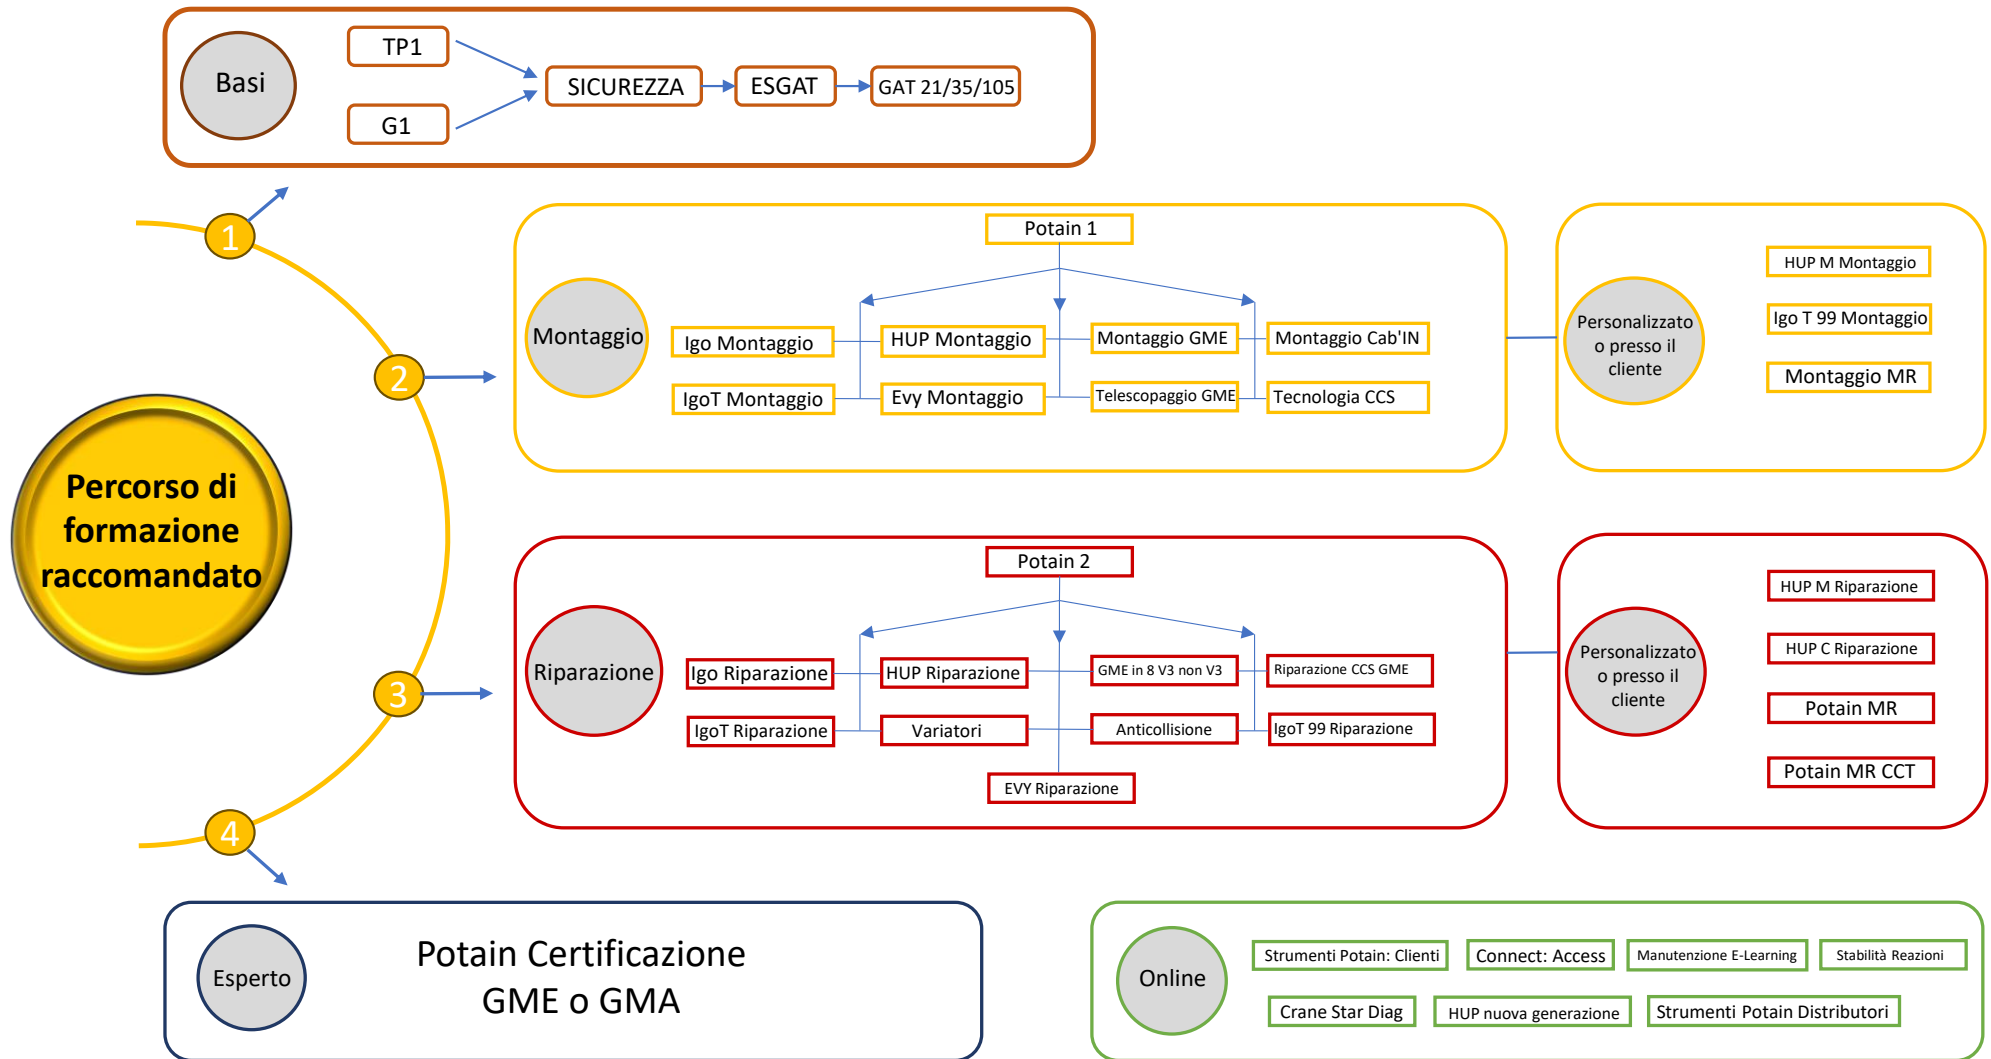 Basi
TP1
G1
SICUREZZA
ESGAT
GAT 21/35/105
1
2
3
4
Percorso di
formazione
raccomandato
Montaggio
Potain 1
Igo Montaggio
HUP Montaggio
Montaggio GME
Montaggio Cab'IN
IgoT Montaggio
Evy Montaggio
Telescopaggio GME
Tecnologia CCS
Personalizzato
o presso il
cliente
HUP M Montaggio
Igo T 99 Montaggio
Montaggio MR
Riparazione
Potain 2
Igo Riparazione
HUP Riparazione
GME in 8 V3 non V3
Riparazione CCS GME
IgoT Riparazione
Variatori
Anticollisione
IgoT 99 Riparazione
EVY Riparazione
Personalizzato
o presso il
cliente
HUP M Riparazione
HUP C Riparazione
Potain MR
Potain MR CCT
Esperto
Potain Certificazione
GME o GMA
Online
Strumenti Potain: Clienti
Connect: Access
Manutenzione E-Learning
Stabilità Reazioni
Crane Star Diag
HUP nuova generazione
Strumenti Potain Distributori